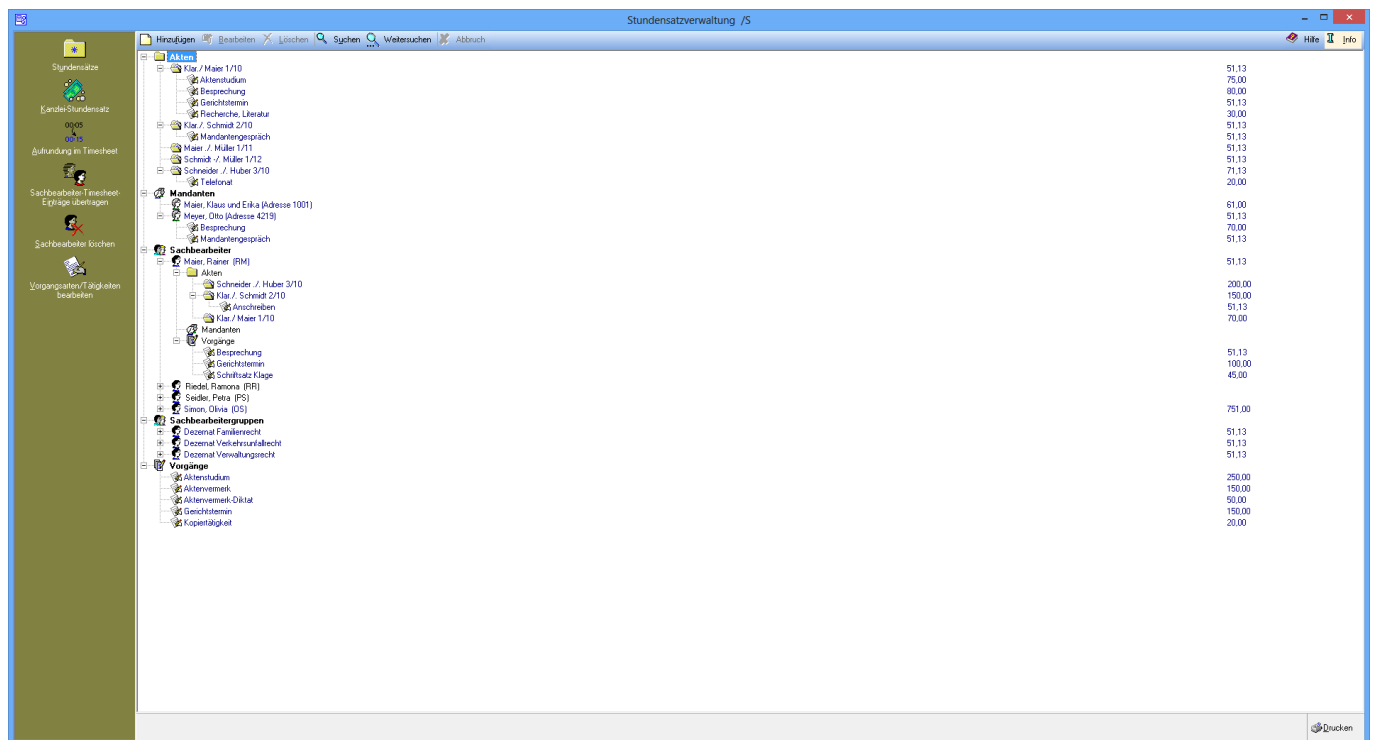 Stundensatzverwaltung /S
Hinzufügen Bearbeiten Löschen Suchen Weitersuchen Abbruch Hilfe Info
Stundensätze
Kanzlei-Stundensatz
00:05
00:15
Aufrundung im Timesheet
Sachbearbeiter-Timesheet-
Einträge übertragen
Sachbearbeiter löschen
Vorgangsarten/Tätigkeiten
bearbeiten
Akten
Klar./ Maier 1/10 51,13
Aktenstudium 75,00
Besprechung 80,00
Gerichtstermin 51,13
Recherche, Literatur 30,00
Klar./. Schmidt 2/10 51,13
Mandantengespräch 51,13
Maier ./. Müller 1/11 51,13
Schmidt -/. Müller 1/12 51,13
Schneider ./. Huber 3/10 71,13
Telefonat 20,00
Mandanten
Maier, Klaus und Erika (Adresse 1001) 61,00
Meyer, Otto (Adresse 4219) 51,13
Besprechung 70,00
Mandantengespräch 51,13
Sachbearbeiter
Maier, Rainer (RM) 51,13
Akten
Schneider ./. Huber 3/10 200,00
Klar./. Schmidt 2/10 150,00
Anschreiben 51,13
Klar./ Maier 1/10 70,00
Mandanten
Vorgänge
Besprechung 51,13
Gerichtstermin 100,00
Schriftsatz Klage 45,00
Riedel, Ramona (RR)
Seidler, Petra (PS)
Simon, Olivia (OS) 751,00
Sachbearbeitergruppen
Dezernat Familienrecht 51,13
Dezernat Verkehrsunfallrecht 51,13
Dezernat Verwaltungsrecht 51,13
Vorgänge
Aktenstudium 250,00
Aktenvermerk 150,00
Aktenvermerk-Diktat 50,00
Gerichtstermin 150,00
Kopiertätigkeit 20,00
Drucken